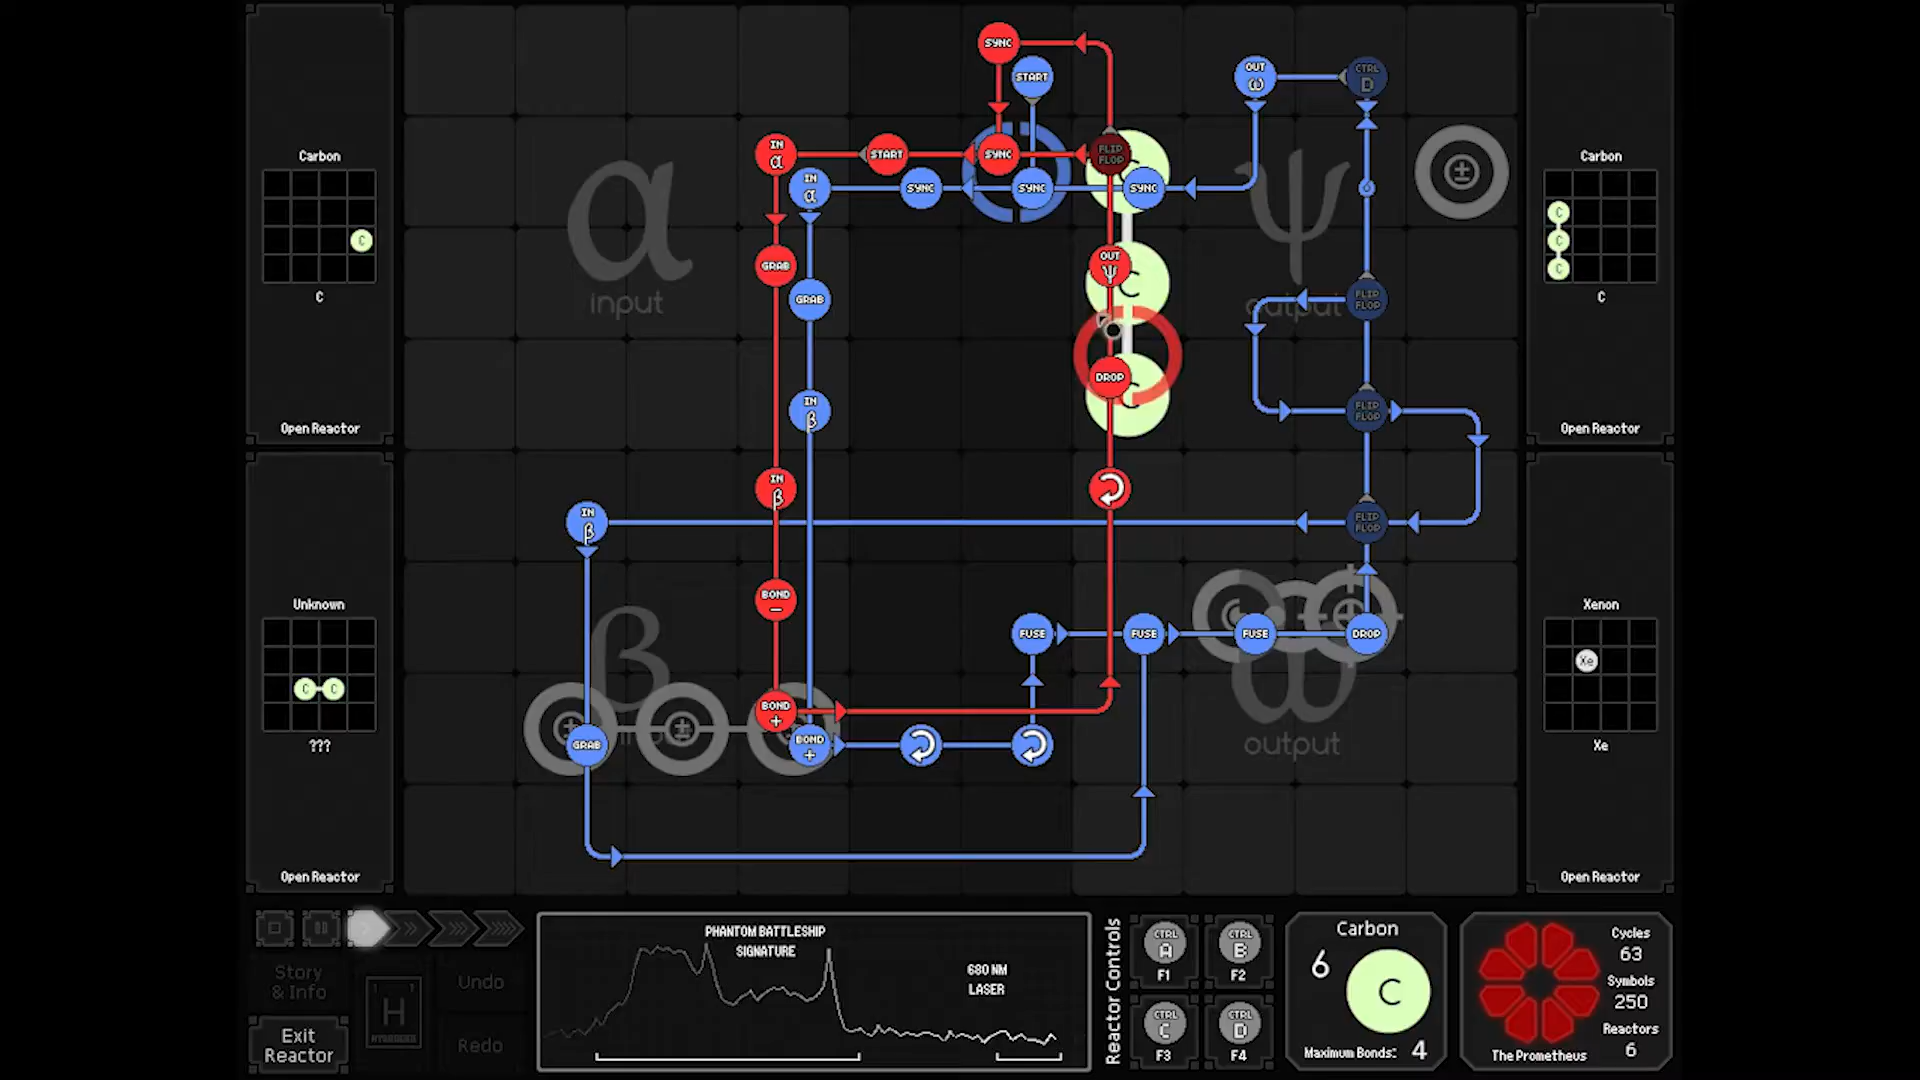 SYNC
START
OUT
ω
CTRL
D
IN
α
START
SYNC
FLIP
FLOP
C
IN
α
SYNC
SYNC
SYNC
α
input
ψ
output
±
GRAB
GRAB
OUT
ψ
C
FLIP
FLOP
DROP
C
IN
β
FLIP
FLOP
IN
β
IN
β
FLIP
FLOP
BOND
–
β
FUSE
FUSE
FUSE
DROP
ω
output
BOND
+
±
±
GRAB
BOND
+
Carbon
C
C
Open Reactor
Unknown
C C
???
Open Reactor
Carbon
C
C
C
C
Open Reactor
Xenon
Xe
Xe
Open Reactor
Story
& Info
Exit
Reactor
H
HYDROGEN
Undo
Redo
PHANTOM BATTLESHIP
SIGNATURE
680 NM
LASER
Reactor Controls
CTRL
A
F1
CTRL
B
F2
CTRL
C
F3
CTRL
D
F4
Carbon
6
C
Maximum Bonds: 4
The Prometheus
Cycles
63
Symbols
250
Reactors
6